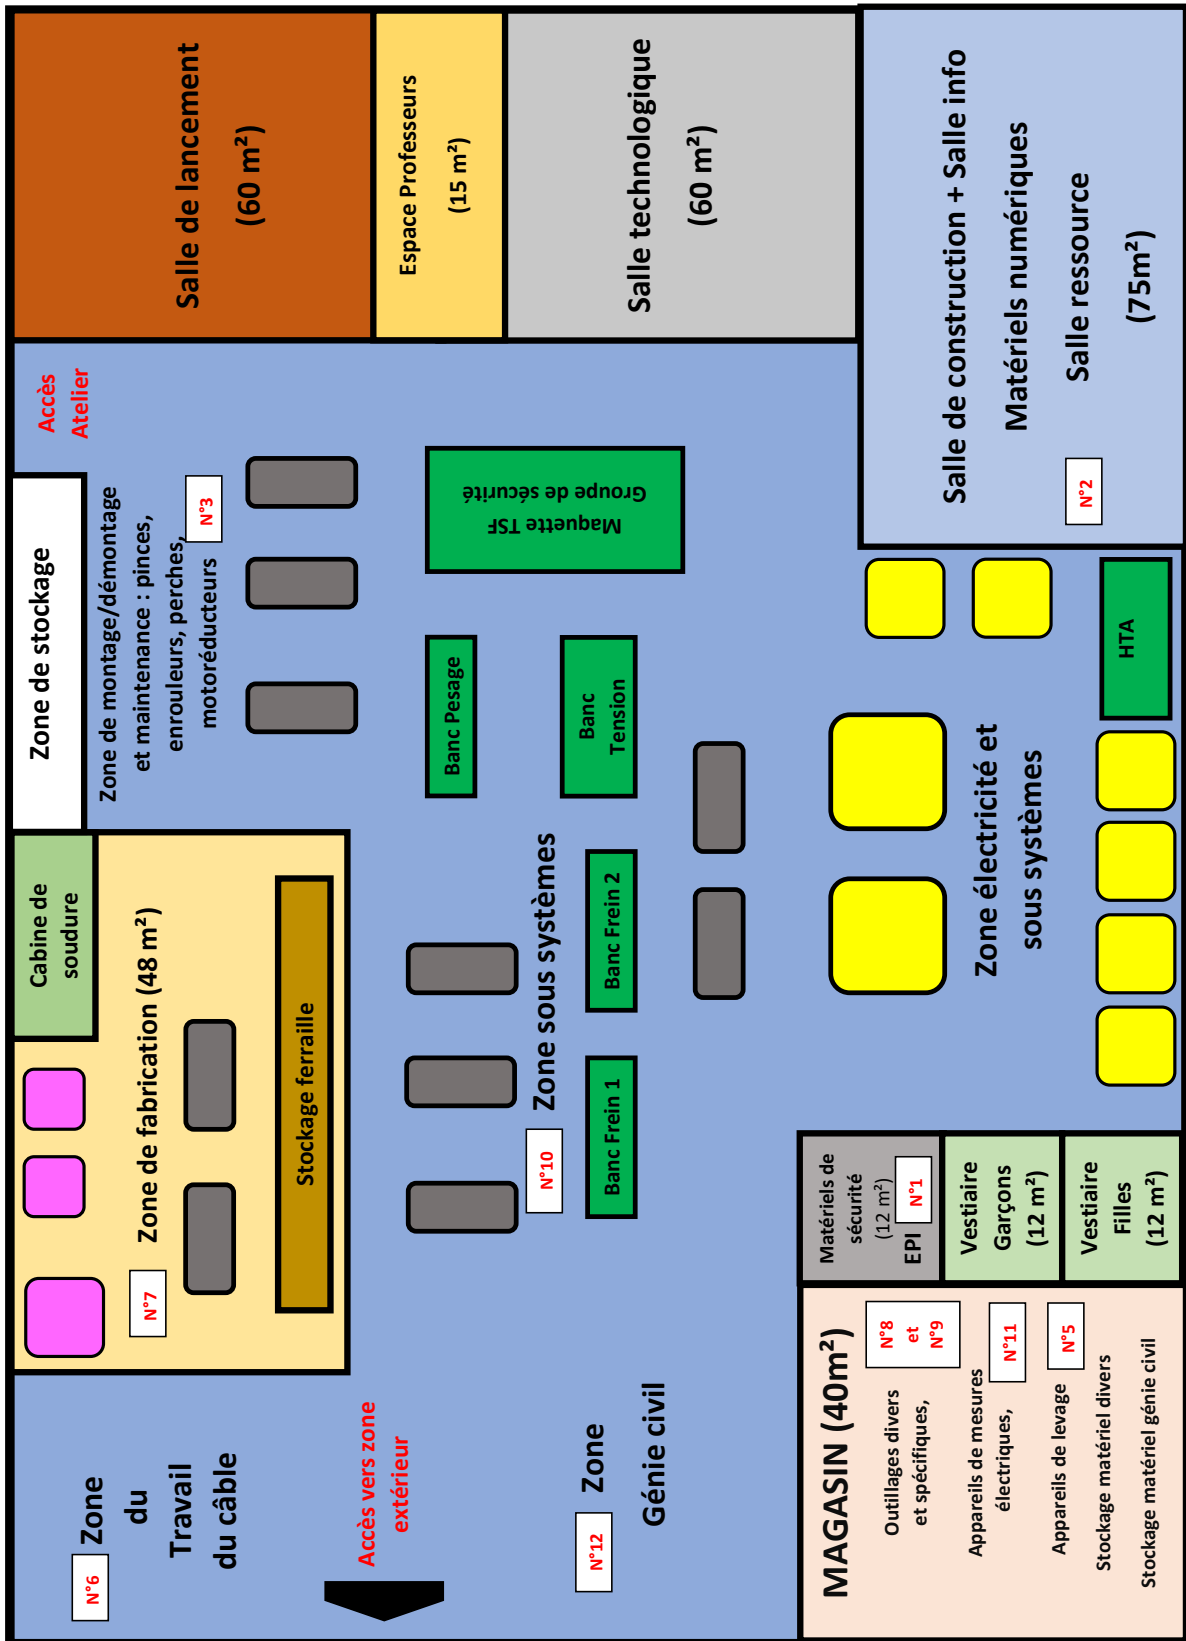 Salle de lancement
(60 m²)
Espace Professeurs
(15 m²)
Salle technologique
(60 m²)
Salle de construction + Salle info
Matériels numériques
Salle ressource
(75m²)
N°2
Accès
Atelier
Zone de stockage
Zone de montage/démontage
et maintenance : pinces,
enrouleurs, perches,
motoréducteurs
N°3
Maquette TSF
Groupe de sécurité
Banc Pesage
Banc
Tension
HTA
Zone électricité et
sous systèmes
Cabine de
soudure
Zone de fabrication (48 m²)
N°7
Stockage ferraille
Zone sous systèmes
N°10
Banc Frein 2
Banc Frein 1
Matériels de
sécurité
(12 m²)
EPI
N°1
Vestiaire
Garçons
(12 m²)
Vestiaire
Filles
(12 m²)
N°6
Zone
du
Travail
du câble
Accès vers zone
extérieur
N°12
Zone
Génie civil
MAGASIN (40m²)
Outillages divers
et spécifiques,
N°8
et
N°9
Appareils de mesures
électriques,
N°11
Appareils de levage
N°5
Stockage matériel divers
Stockage matériel génie civil